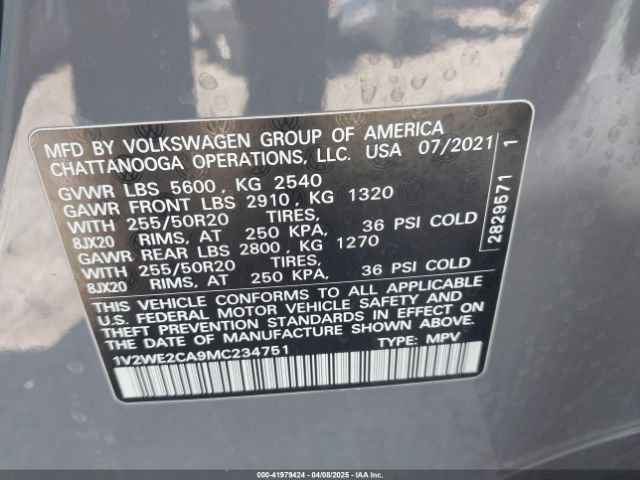 MFD BY VOLKSWAGEN GROUP OF AMERICA
CHATTANOOGA OPERATIONS, LLC. USA 07/2021
GVWR LBS 5600 , KG 2540
GAWR FRONT LBS 2910 , KG 1320
WITH 255/50R20 TIRES,
8JX20 RIMS, AT 250 KPA, 36 PSI COLD
GAWR REAR LBS 2800 , KG 1270
WITH 255/50R20 TIRES,
8JX20 RIMS, AT 250 KPA, 36 PSI COLD
THIS VEHICLE CONFORMS TO ALL APPLICABLE
U.S. FEDERAL MOTOR VEHICLE SAFETY AND
THEFT PREVENTION STANDARDS IN EFFECT ON
THE DATE OF MANUFACTURE SHOWN ABOVE.
1V2WE2CA9MC234751 TYPE: MPV
2829571 1
000-41979424 - 04/08/2025 - IAA Inc.